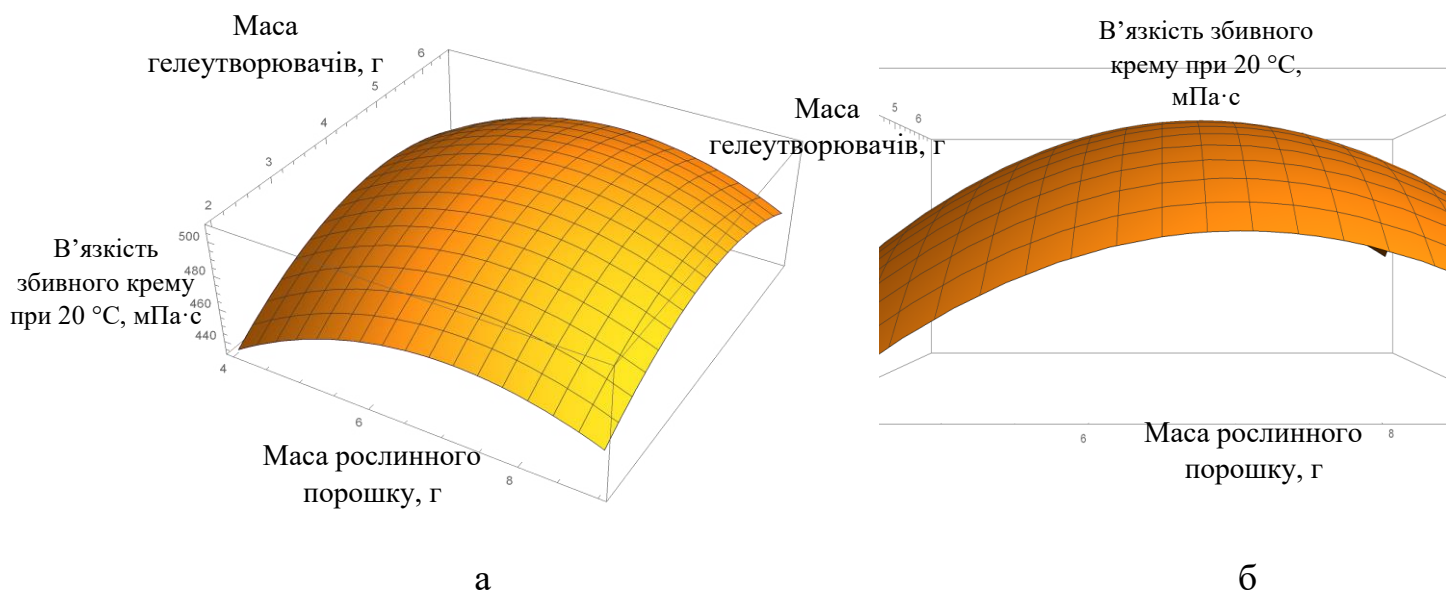 Маса
гелеутворювачів, г
6
5
4
3
2
500
480
460
440
В’язкість
збивного крему
при 20 °С, мПа·с
4
6
8
Маса рослинного
порошку, г
а
В’язкість збивного
крему при 20 °С,
мПа·с
Маса
гелеутворювачів, г
5
6
6
8
Маса рослинного
порошку, г
б